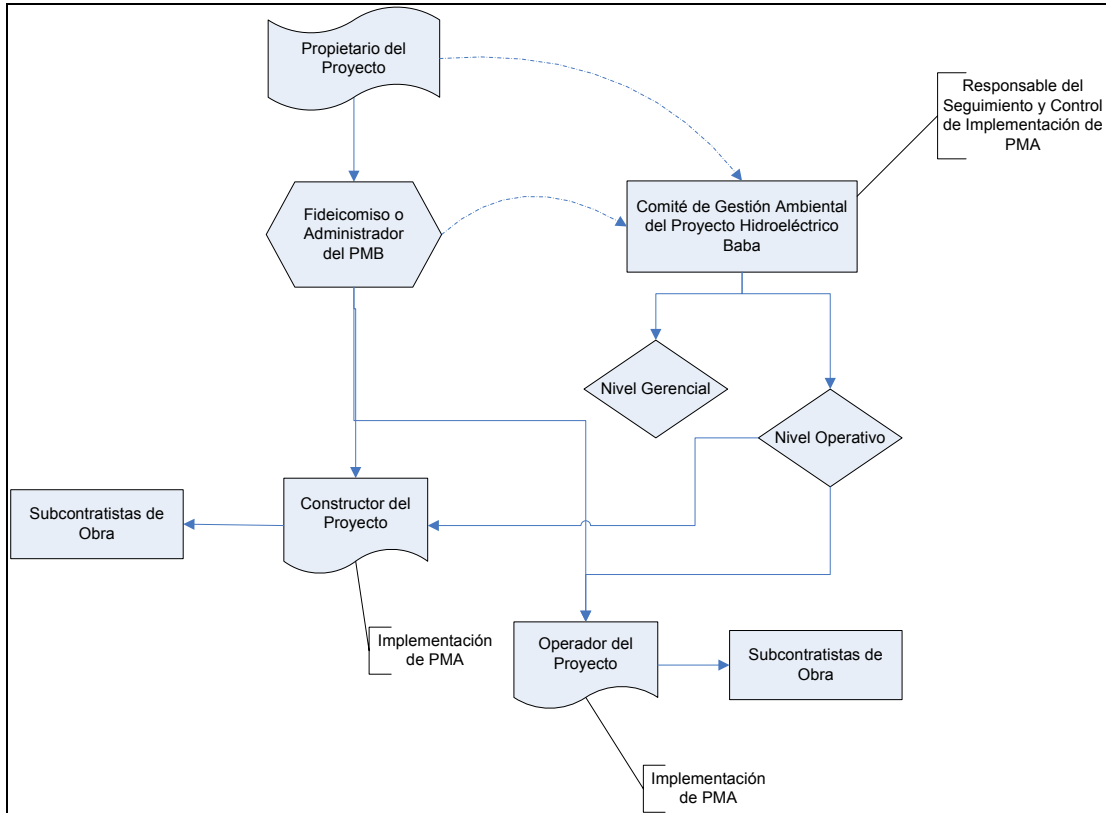 Propietario del
Proyecto
Responsable del
Seguimiento y Control
de Implementación de
PMA
Fideicomiso o
Administrador
del PMB
Comité de Gestión Ambiental
del Proyecto Hidroeléctrico
Baba
Nivel Gerencial
Nivel Operativo
Subcontratistas de
Obra
Constructor del
Proyecto
Implementación
de PMA
Operador del
Proyecto
Subcontratistas de
Obra
Implementación
de PMA